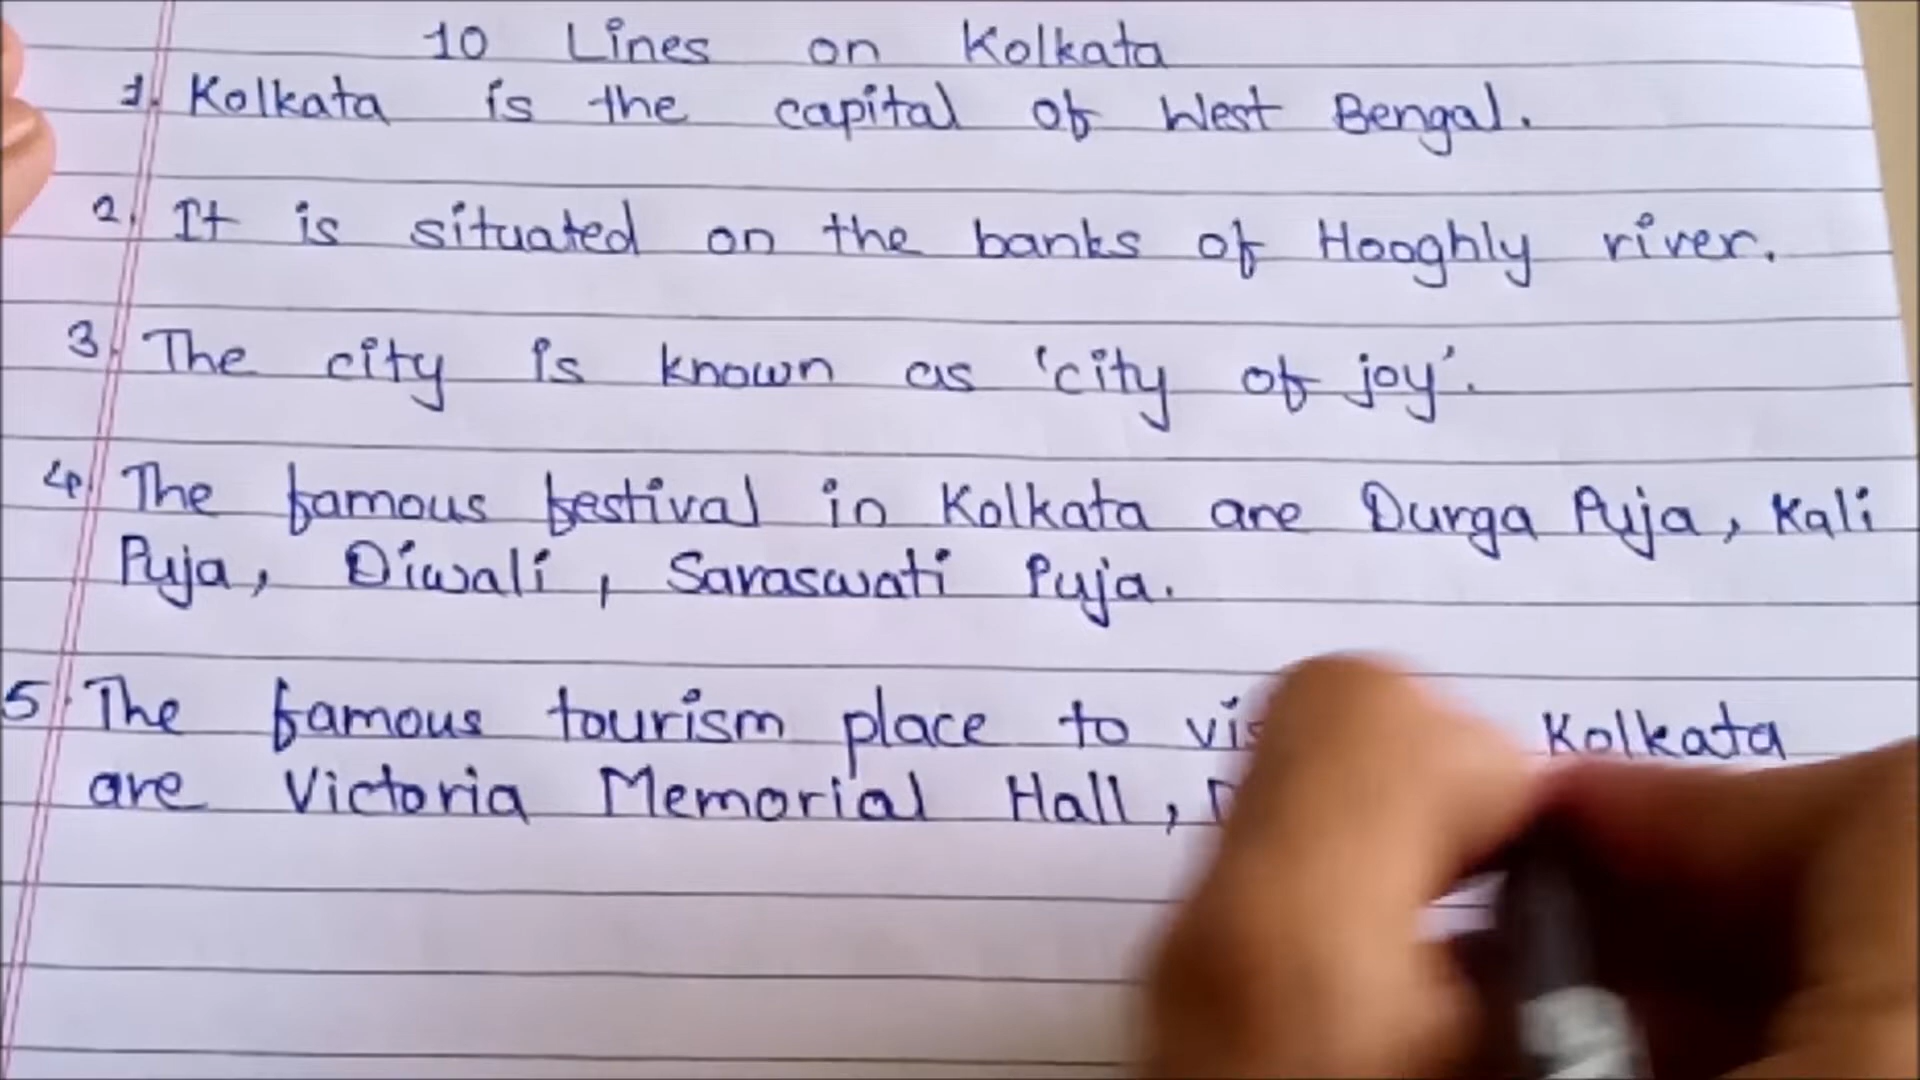 10 Lines on Kolkata
1. Kolkata is the capital of West Bengal.
2. It is situated on the banks of Hooghly river.
3. The city is known as 'city of joy'.
4. The famous festival in Kolkata are Durga Puja, Kali
Puja, Diwali, Saraswati Puja.
5. The famous tourism place to Kolkata
are Victoria Memorial Hall,